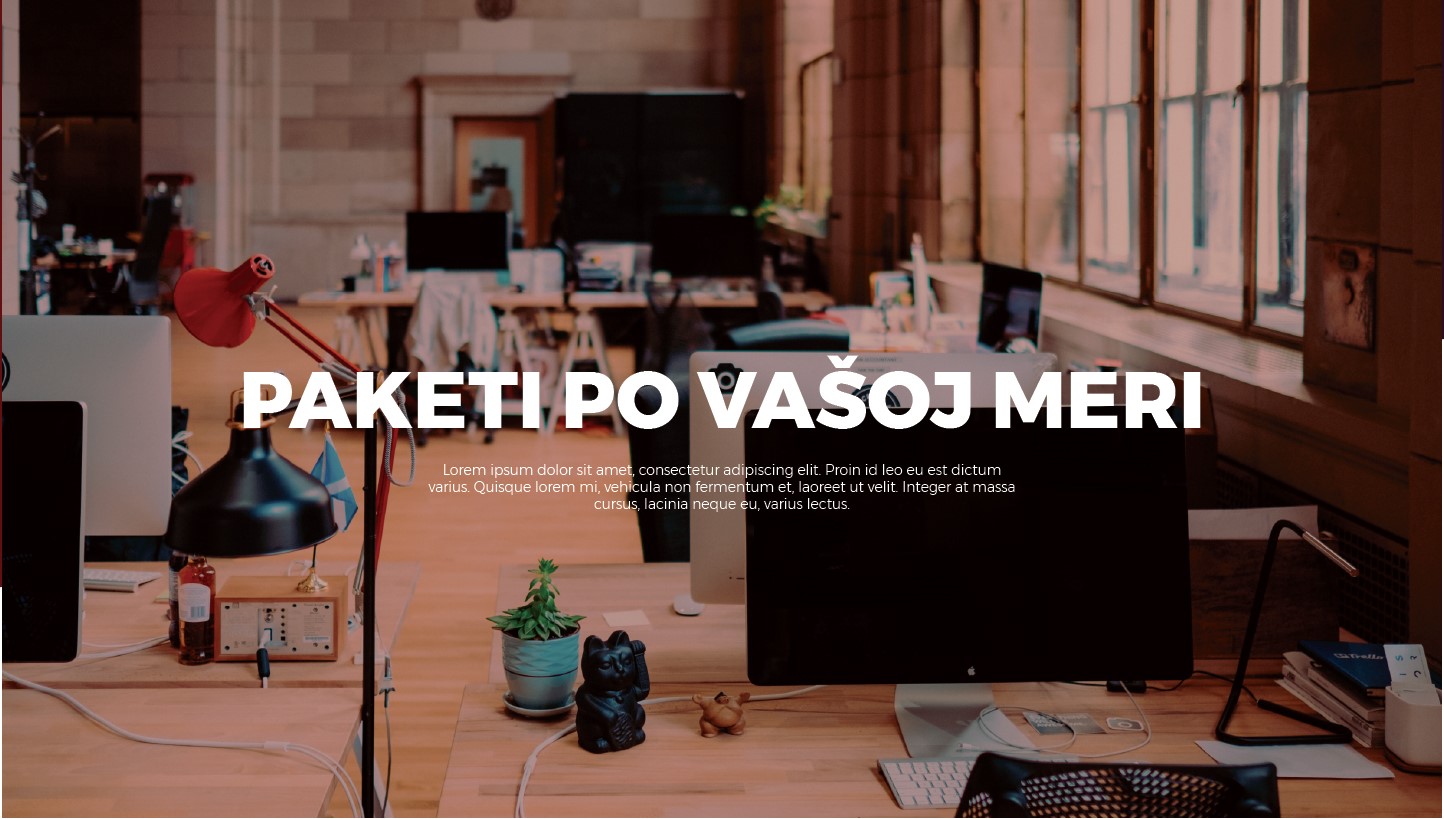 PAKETI PO VAŠOJ MERI
Lorem ipsum dolor sit amet, consectetur adipiscing elit. Proin id leo eu est dictum
varius. Quisque lorem mi, vehicula non fermentum et, laoreet ut velit. Integer at massa
cursus, lacinia neque eu, varius lectus.
Trello